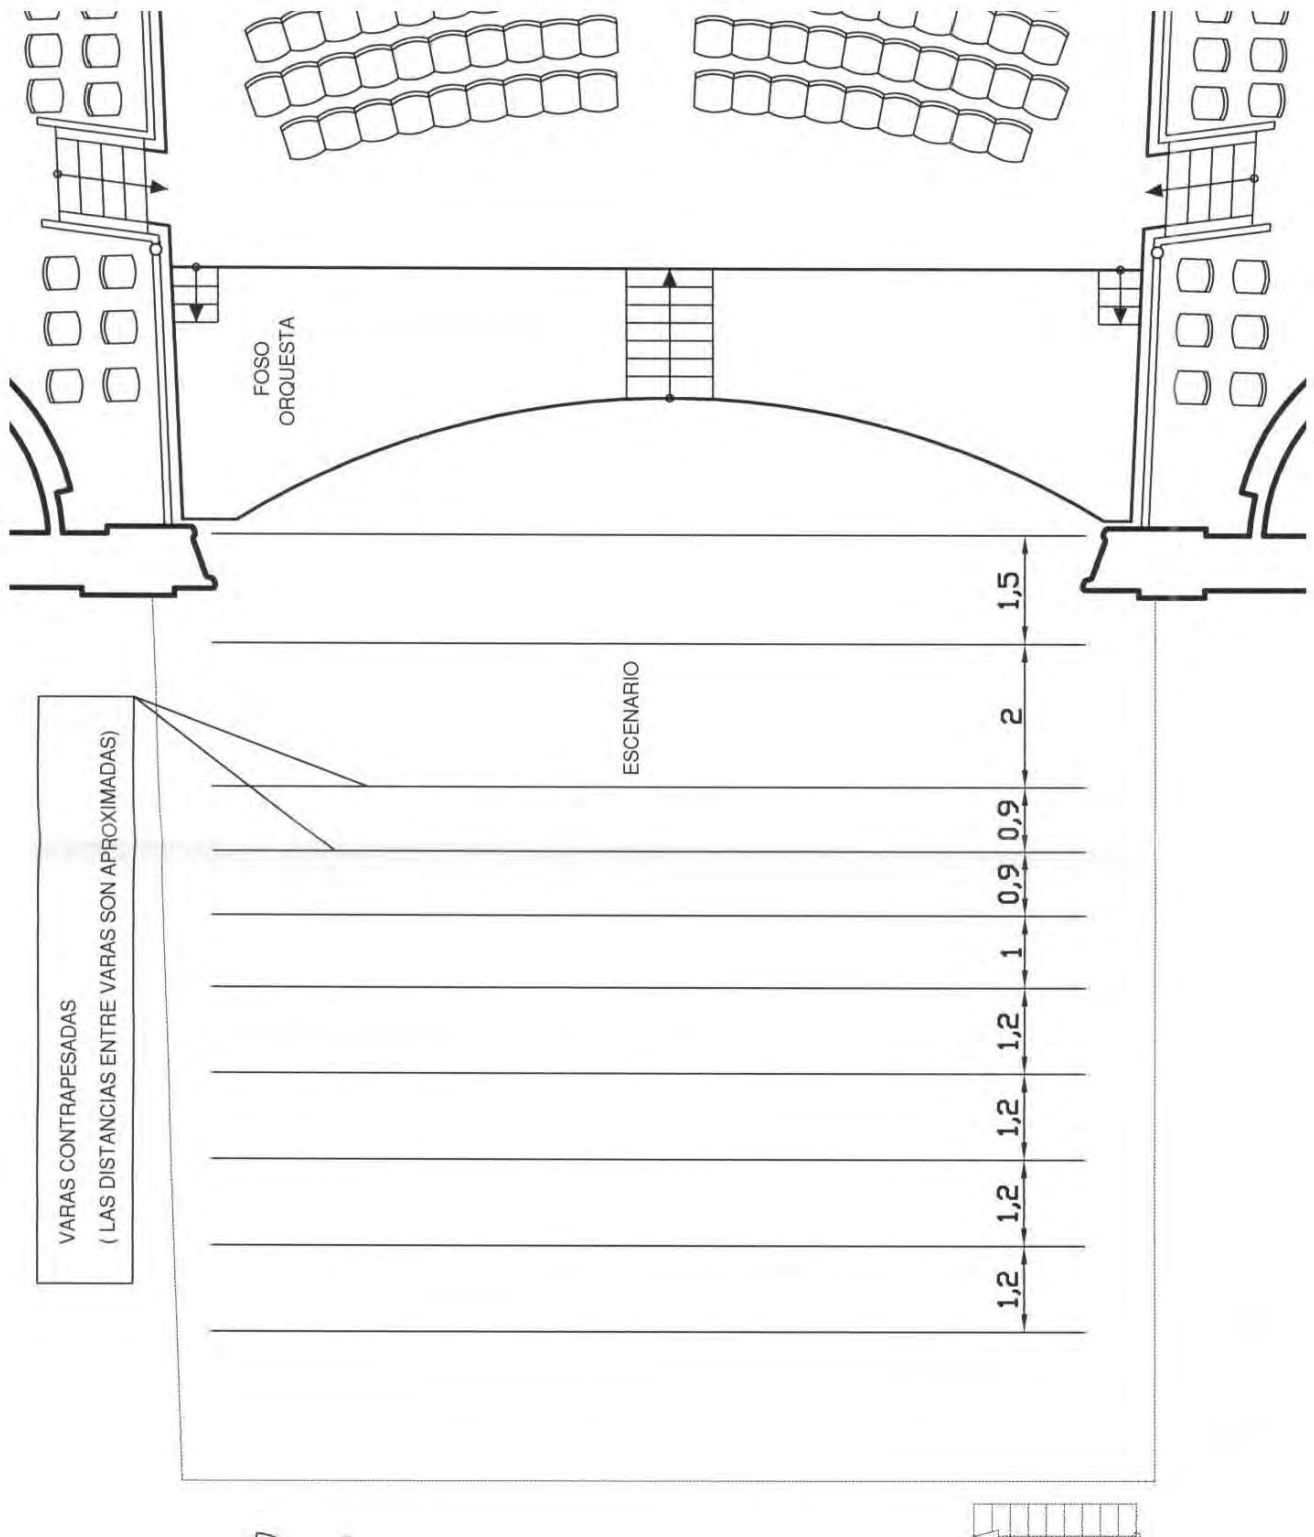 FOSO
ORQUESTA
1,5
ESCENARIO
2
0,9
0,9
1
1,2
1,2
1,2
1,2
VARAS CONTRAPESADAS
( LAS DISTANCIAS ENTRE VARAS SON APROXIMADAS)